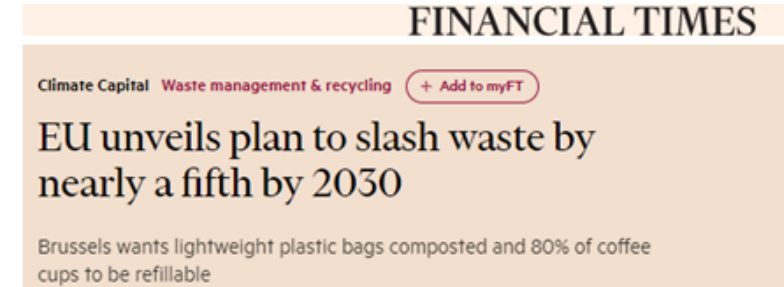 FINANCIAL TIMES
Climate Capital Waste management & recycling + Add to myFT
EU unveils plan to slash waste by
nearly a fifth by 2030
Brussels wants lightweight plastic bags composted and 80% of coffee
cups to be refillable